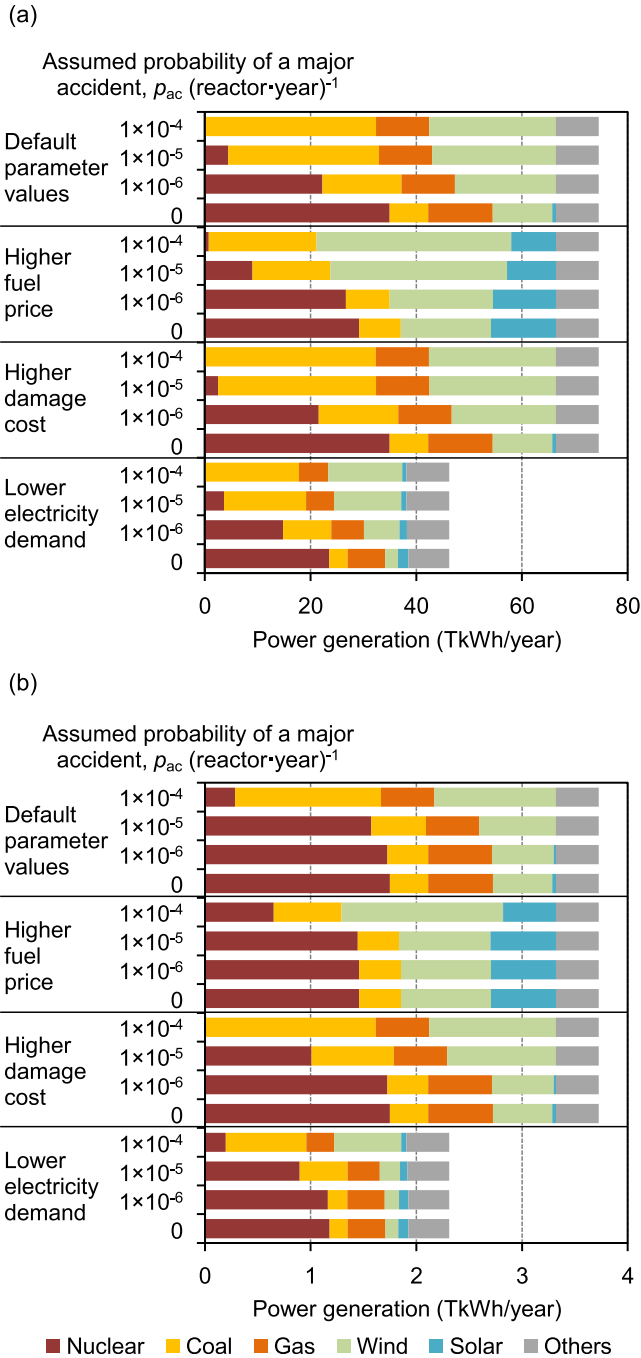 (a)
Assumed probability of a major
accident, pac (reactor·year)-1
Default
parameter
values
1×10-4
1×10-5
1×10-6
0
Higher
fuel
price
1×10-4
1×10-5
1×10-6
0
Higher
damage
cost
1×10-4
1×10-5
1×10-6
0
Lower
electricity
demand
1×10-4
1×10-5
1×10-6
0
0 20 40 60 80
Power generation (TkWh/year)
(b)
Assumed probability of a major
accident, pac (reactor·year)-1
Default
parameter
values
1×10-4
1×10-5
1×10-6
0
Higher
fuel
price
1×10-4
1×10-5
1×10-6
0
Higher
damage
cost
1×10-4
1×10-5
1×10-6
0
Lower
electricity
demand
1×10-4
1×10-5
1×10-6
0
0 1 2 3 4
Power generation (TkWh/year)
Nuclear Coal Gas Wind Solar Others